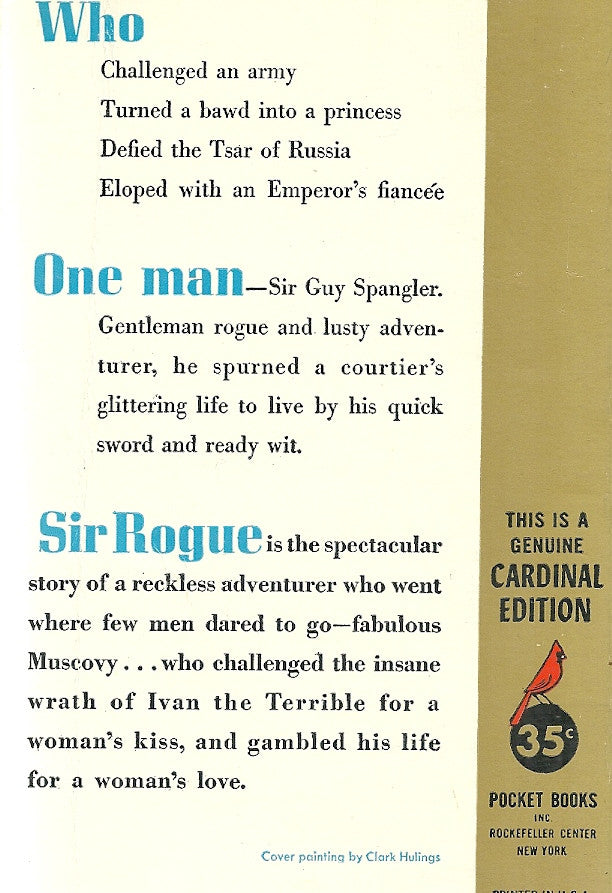 Who
Challenged an army
Turned a bawd into a princess
Defied the Tsar of Russia
Eloped with an Emperor's fiancée
One man—Sir Guy Spangler.
Gentleman rogue and lusty adven-
turer, he spurned a courtier's
glittering life to live by his quick
sword and ready wit.
Sir Rogue is the spectacular
story of a reckless adventurer who went
where few men dared to go—fabulous
Muscovy . . . who challenged the insane
wrath of Ivan the Terrible for a
woman's kiss, and gambled his life
for a woman's love.
Cover painting by Clark Hulings
THIS IS A
GENUINE
CARDINAL
EDITION
35c
POCKET BOOKS
INC
ROCKEFELLER CENTER
NEW YORK
PRINTED IN U.S.A.